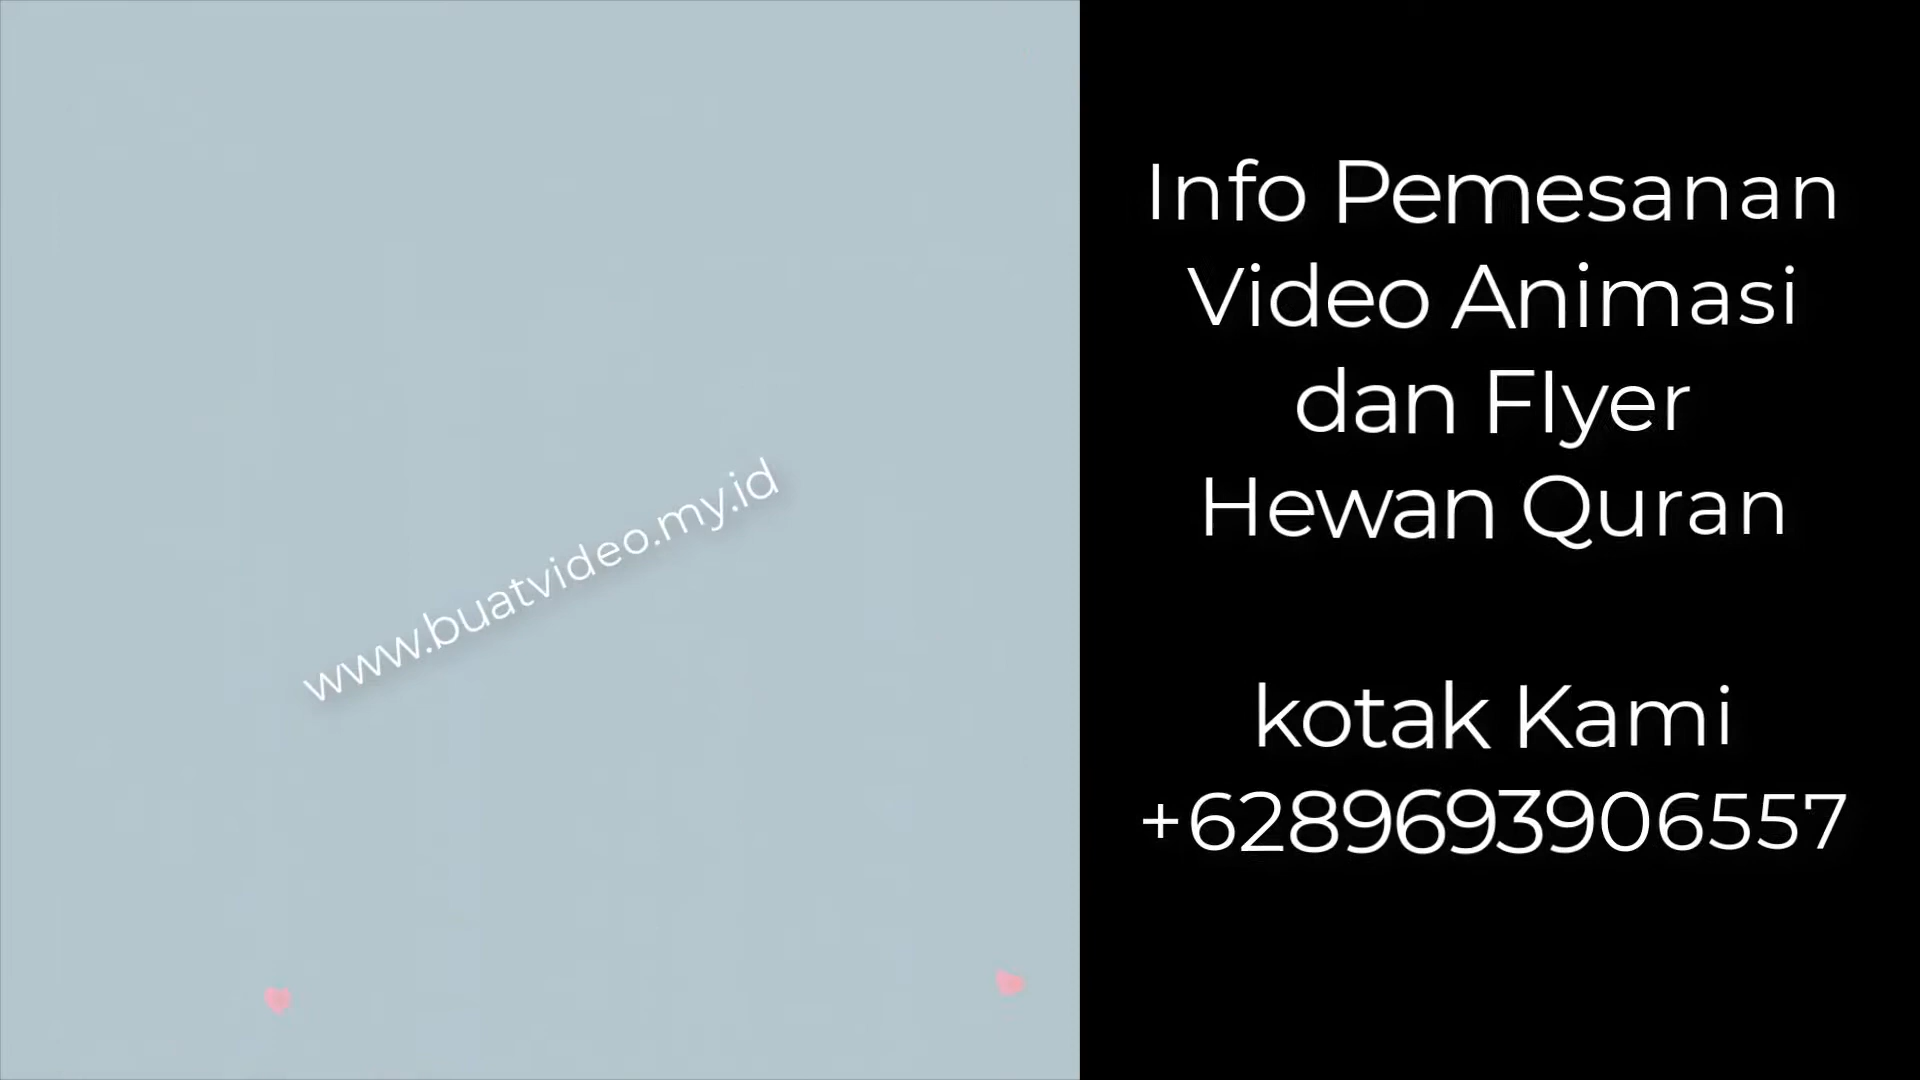 www.buatvideo.my.id
Info Pemesanan
Video Animasi
dan Flyer
Hewan Quran
kotak Kami
+6289693906557